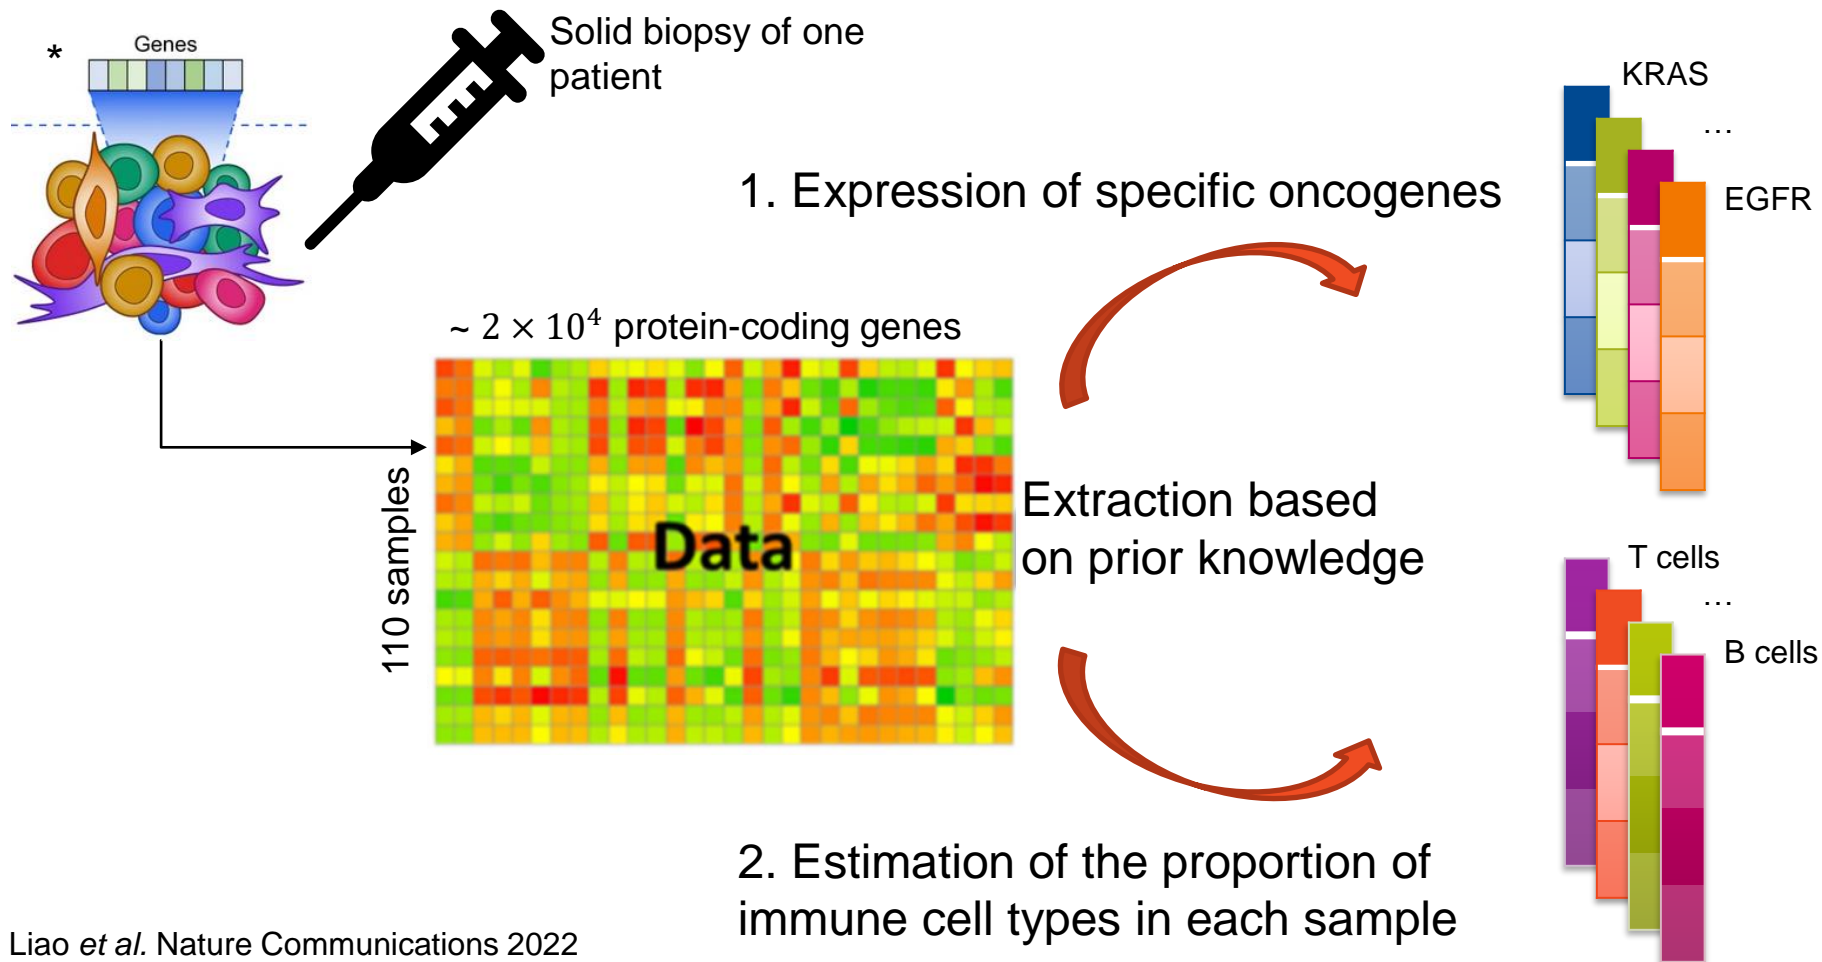 *
Genes
Solid biopsy of one
patient
KRAS
...
EGFR
1. Expression of specific oncogenes
~ 2 × 10⁴ protein-coding genes
110 samples
Data
Extraction based
on prior knowledge
T cells
...
B cells
2. Estimation of the proportion of
immune cell types in each sample
Liao et al. Nature Communications 2022